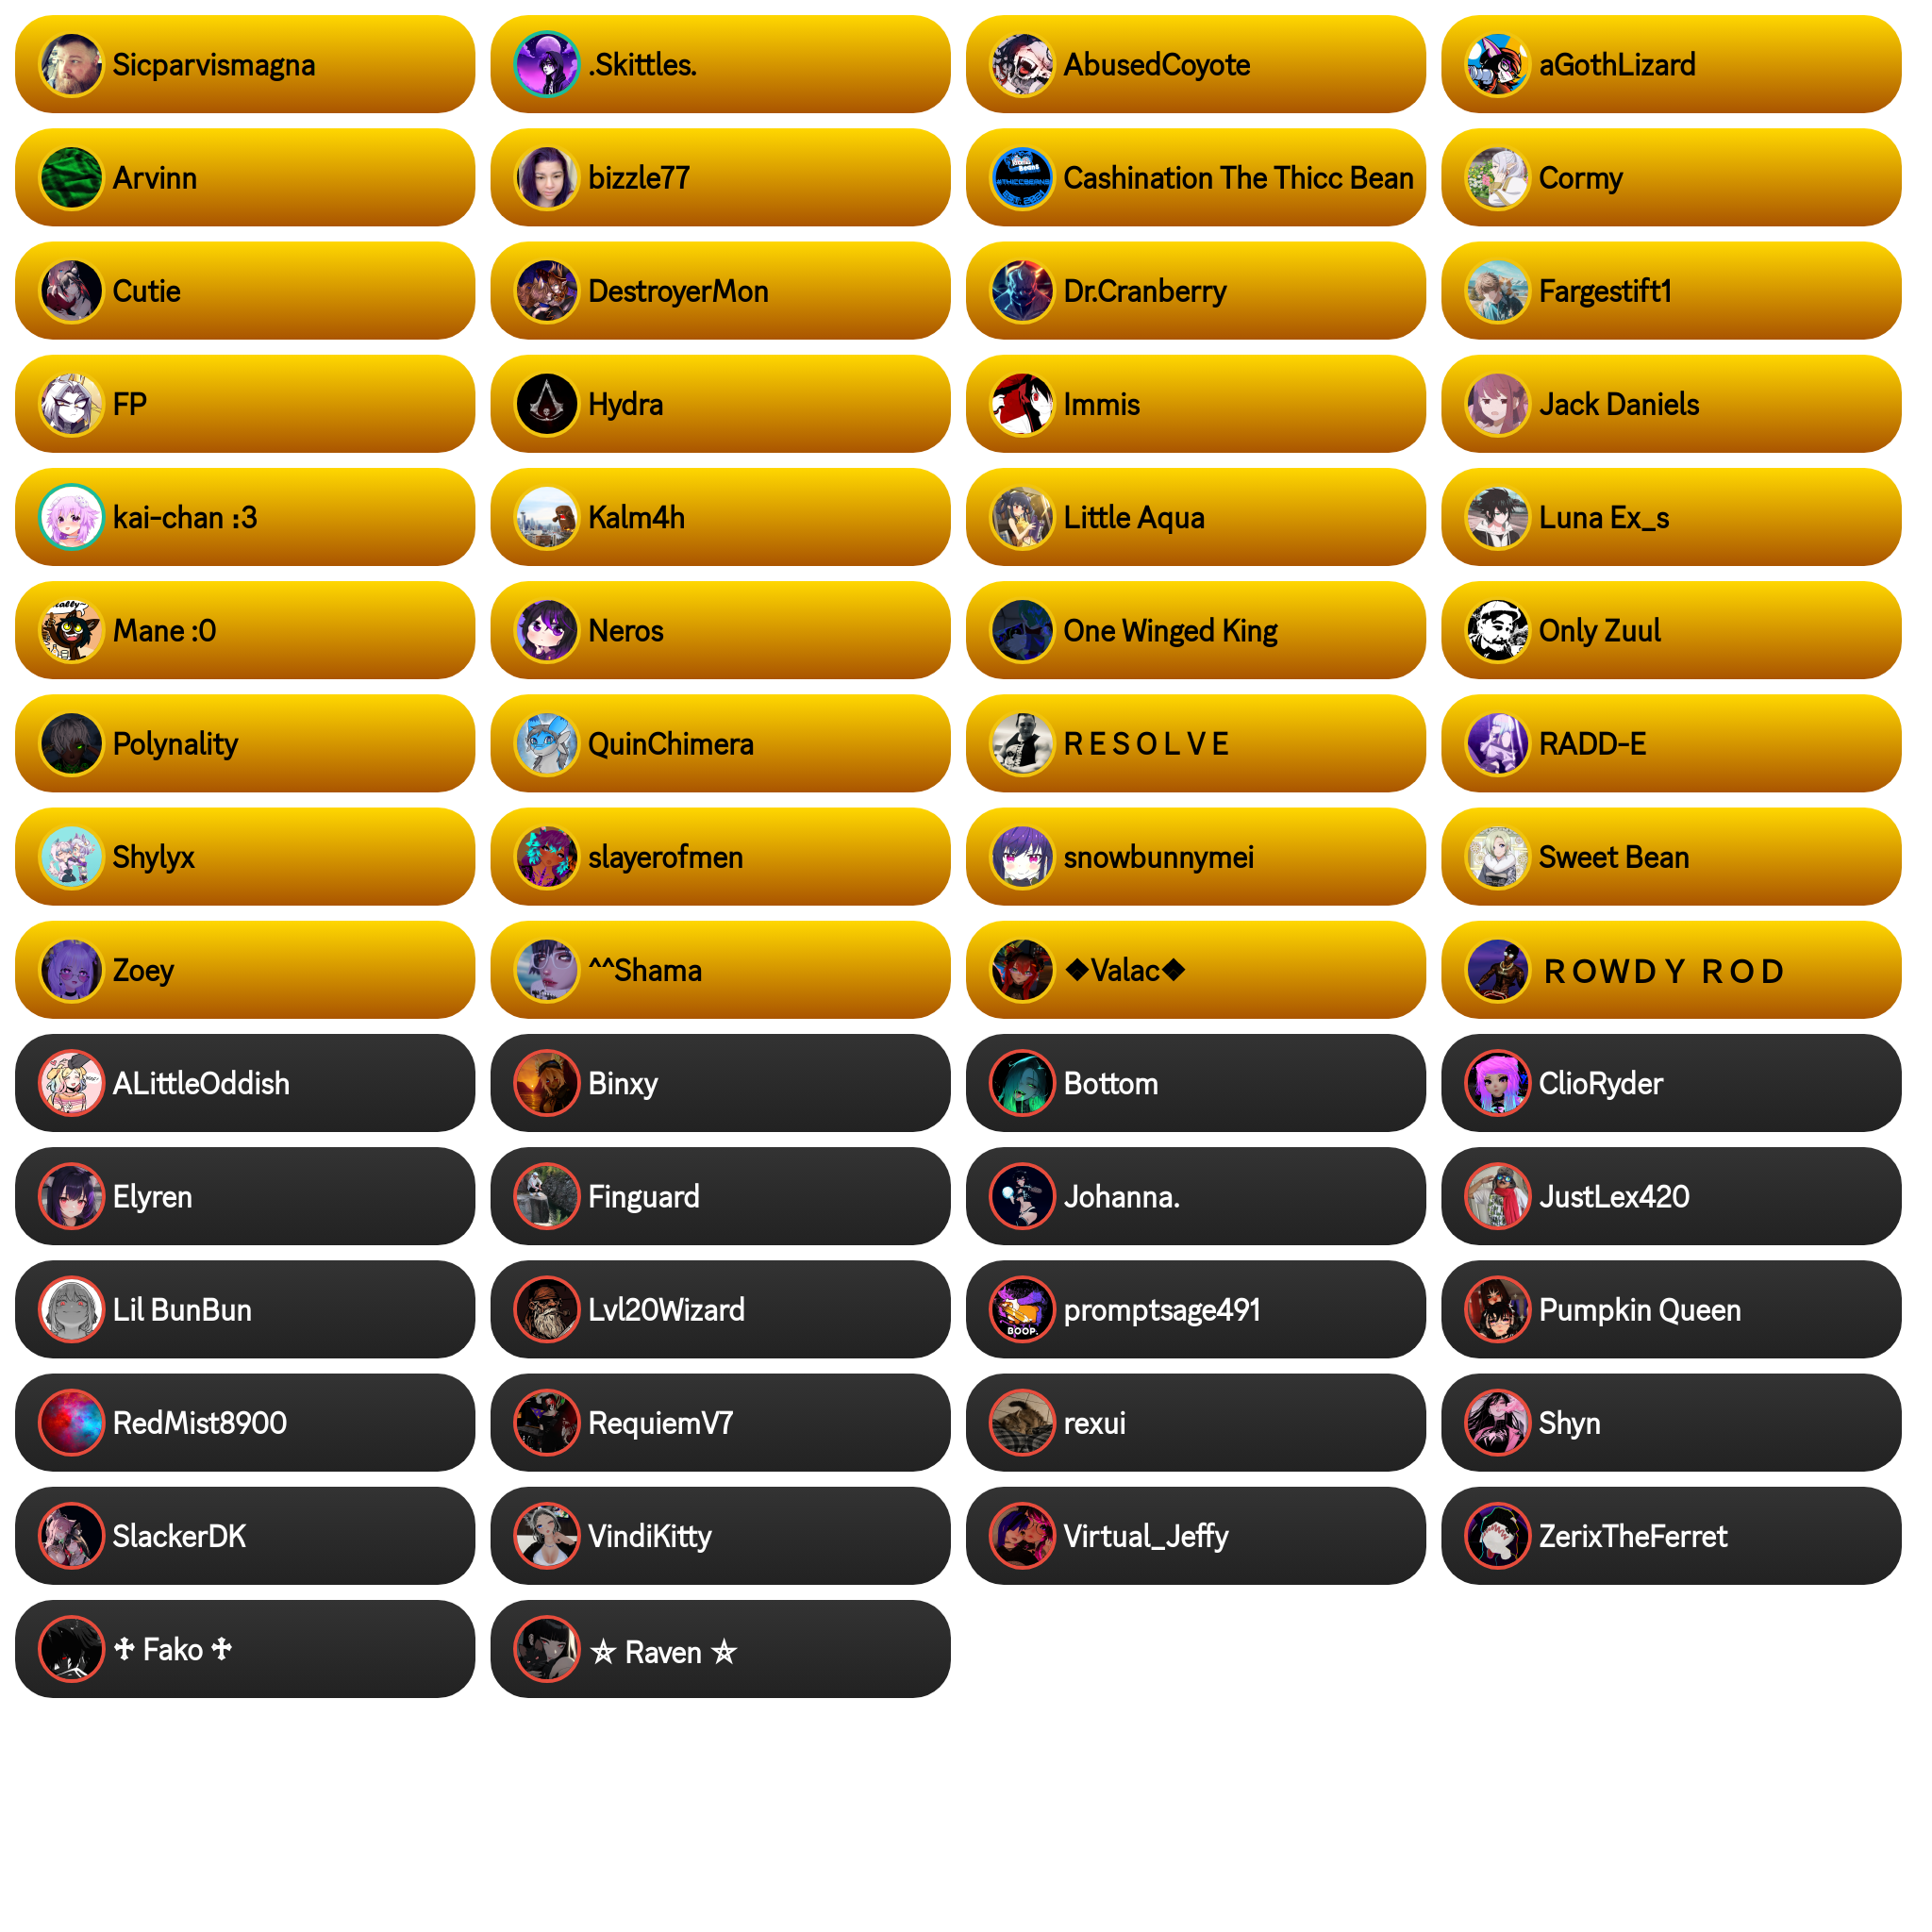 Sicparvismagna
.Skittles.
AbusedCoyote
aGothLizard
Arvinn
bizzle77
Cashination The Thicc Bean
Cormy
Cutie
DestroyerMon
Dr.Cranberry
Fargestift1
FP
Hydra
Immis
Jack Daniels
kai-chan :3
Kalm4h
Little Aqua
Luna Ex_s
Mane :0
Neros
One Winged King
Only Zuul
Polynality
QuinChimera
R E S O L V E
RADD-E
Shylyx
slayerofmen
snowbunnymei
Sweet Bean
Zoey
^^Shama
❖Valac❖
R O W D Y R O D
ALittleOddish
Binxy
Bottom
ClioRyder
Elyren
Finguard
Johanna.
JustLex420
Lil BunBun
Lvl20Wizard
BOOP.
promptsage491
Pumpkin Queen
RedMist8900
RequiemV7
rexui
Shyn
SlackerDK
VindiKitty
Virtual_Jeffy
ZerixTheFerret
♱ Fako ♱
⛧ Raven ⛧